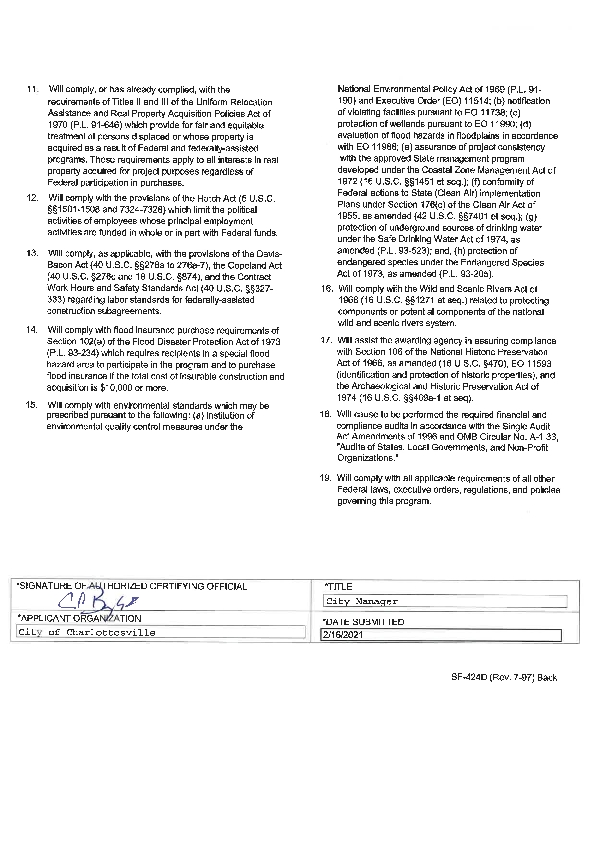 11. Will comply, or has already complied, with the
requirements of Titles II and III of the Uniform Relocation
Assistance and Real Property Acquisition Policies Act of
1970 (P.L. 91-646) which provide for fair and equitable
treatment of persons displaced or whose property is
acquired as a result of Federal and federally-assisted
programs. These requirements apply to all interests in real
property acquired for project purposes regardless of
Federal participation in purchases.
12. Will comply with the provisions of the Hatch Act (5 U.S.C.
§§1501-1508 and 7324-7328) which limit the political
activities of employees whose principal employment
activities are funded in whole or in part with Federal funds.
13. Will comply, as applicable, with the provisions of the Davis-
Bacon Act (40 U.S.C. §§276a to 276a-7), the Copeland Act
(40 U.S.C. §276c and 18 U.S.C. §874), and the Contract
Work Hours and Safety Standards Act (40 U.S.C. §§327-
333) regarding labor standards for federally-assisted
construction subagreements.
14. Will comply with flood insurance purchase requirements of
Section 102(a) of the Flood Disaster Protection Act of 1973
(P.L. 93-234) which requires recipients in a special flood
hazard area to participate in the program and to purchase
flood insurance if the total cost of insurable construction and
acquisition is $10,000 or more.
15. Will comply with environmental standards which may be
prescribed pursuant to the following: (a) institution of
environmental quality control measures under the
National Environmental Policy Act of 1969 (P.L. 91-
190) and Executive Order (EO) 11514; (b) notification
of violating facilities pursuant to EO 11738; (c)
protection of wetlands pursuant to EO 11990; (d)
evaluation of flood hazards in floodplains in accordance
with EO 11988; (e) assurance of project consistency
with the approved State management program
developed under the Coastal Zone Management Act of
1972 (16 U.S.C. §§1451 et seq.); (f) conformity of
Federal actions to State (Clean Air) implementation
Plans under Section 176(c) of the Clean Air Act of
1955, as amended (42 U.S.C. §§7401 et seq.); (g)
protection of underground sources of drinking water
under the Safe Drinking Water Act of 1974, as
amended (P.L. 93-523); and, (h) protection of
endangered species under the Endangered Species
Act of 1973, as amended (P.L. 93-205).
16. Will comply with the Wild and Scenic Rivers Act of
1968 (16 U.S.C. §§1271 et seq.) related to protecting
components or potential components of the national
wild and scenic rivers system.
17. Will assist the awarding agency in assuring compliance
with Section 106 of the National Historic Preservation
Act of 1966, as amended (16 U.S.C. §470), EO 11593
(identification and protection of historic properties), and
the Archaeological and Historic Preservation Act of
1974 (16 U.S.C. §§469a-1 et seq).
18. Will cause to be performed the required financial and
compliance audits in accordance with the Single Audit
Act Amendments of 1996 and OMB Circular No. A-133,
"Audits of States, Local Governments, and Non-Profit
Organizations."
19. Will comply with all applicable requirements of all other
Federal laws, executive orders, regulations, and policies
governing this program.
*SIGNATURE OF AUTHORIZED CERTIFYING OFFICIAL
*TITLE
City Manager
*APPLICANT ORGANIZATION
City of Charlottesville
*DATE SUBMITTED
2/16/2021
SF-424D (Rev. 7-97) Back